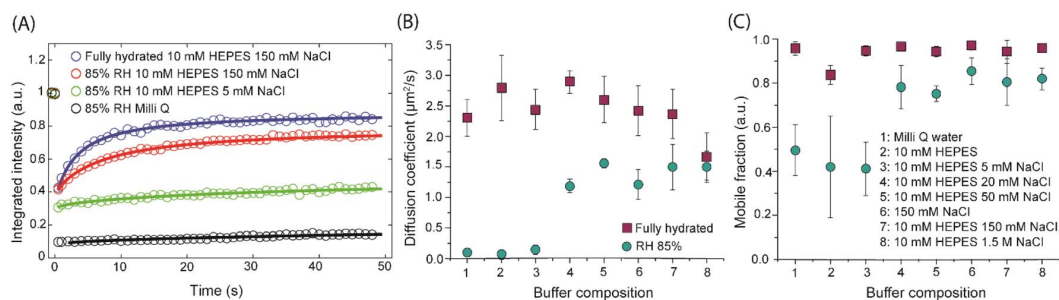 (A)
Integrated intensity (a.u.)
1.2
1
0.8
0.6
0.4
0.2
0
Fully hydrated 10 mM HEPES 150 mM NaCl
85% RH 10 mM HEPES 150 mM NaCl
85% RH 10 mM HEPES 5 mM NaCl
85% RH Milli Q
0 10 20 30 40 50
Time (s)
(B)
Diffusion coefficient (µm²/s)
3.5
3.0
2.5
2.0
1.5
1.0
0.5
0.0
Fully hydrated
RH 85%
1 2 3 4 5 6 7 8
Buffer composition
(C)
Mobile fraction (a.u.)
1.0
0.8
0.6
0.4
0.2
0.0
1: Milli Q water
2: 10 mM HEPES
3: 10 mM HEPES 5 mM NaCl
4: 10 mM HEPES 20 mM NaCl
5: 10 mM HEPES 50 mM NaCl
6: 150 mM NaCl
7: 10 mM HEPES 150 mM NaCl
8: 10 mM HEPES 1.5 M NaCl
1 2 3 4 5 6 7 8
Buffer composition